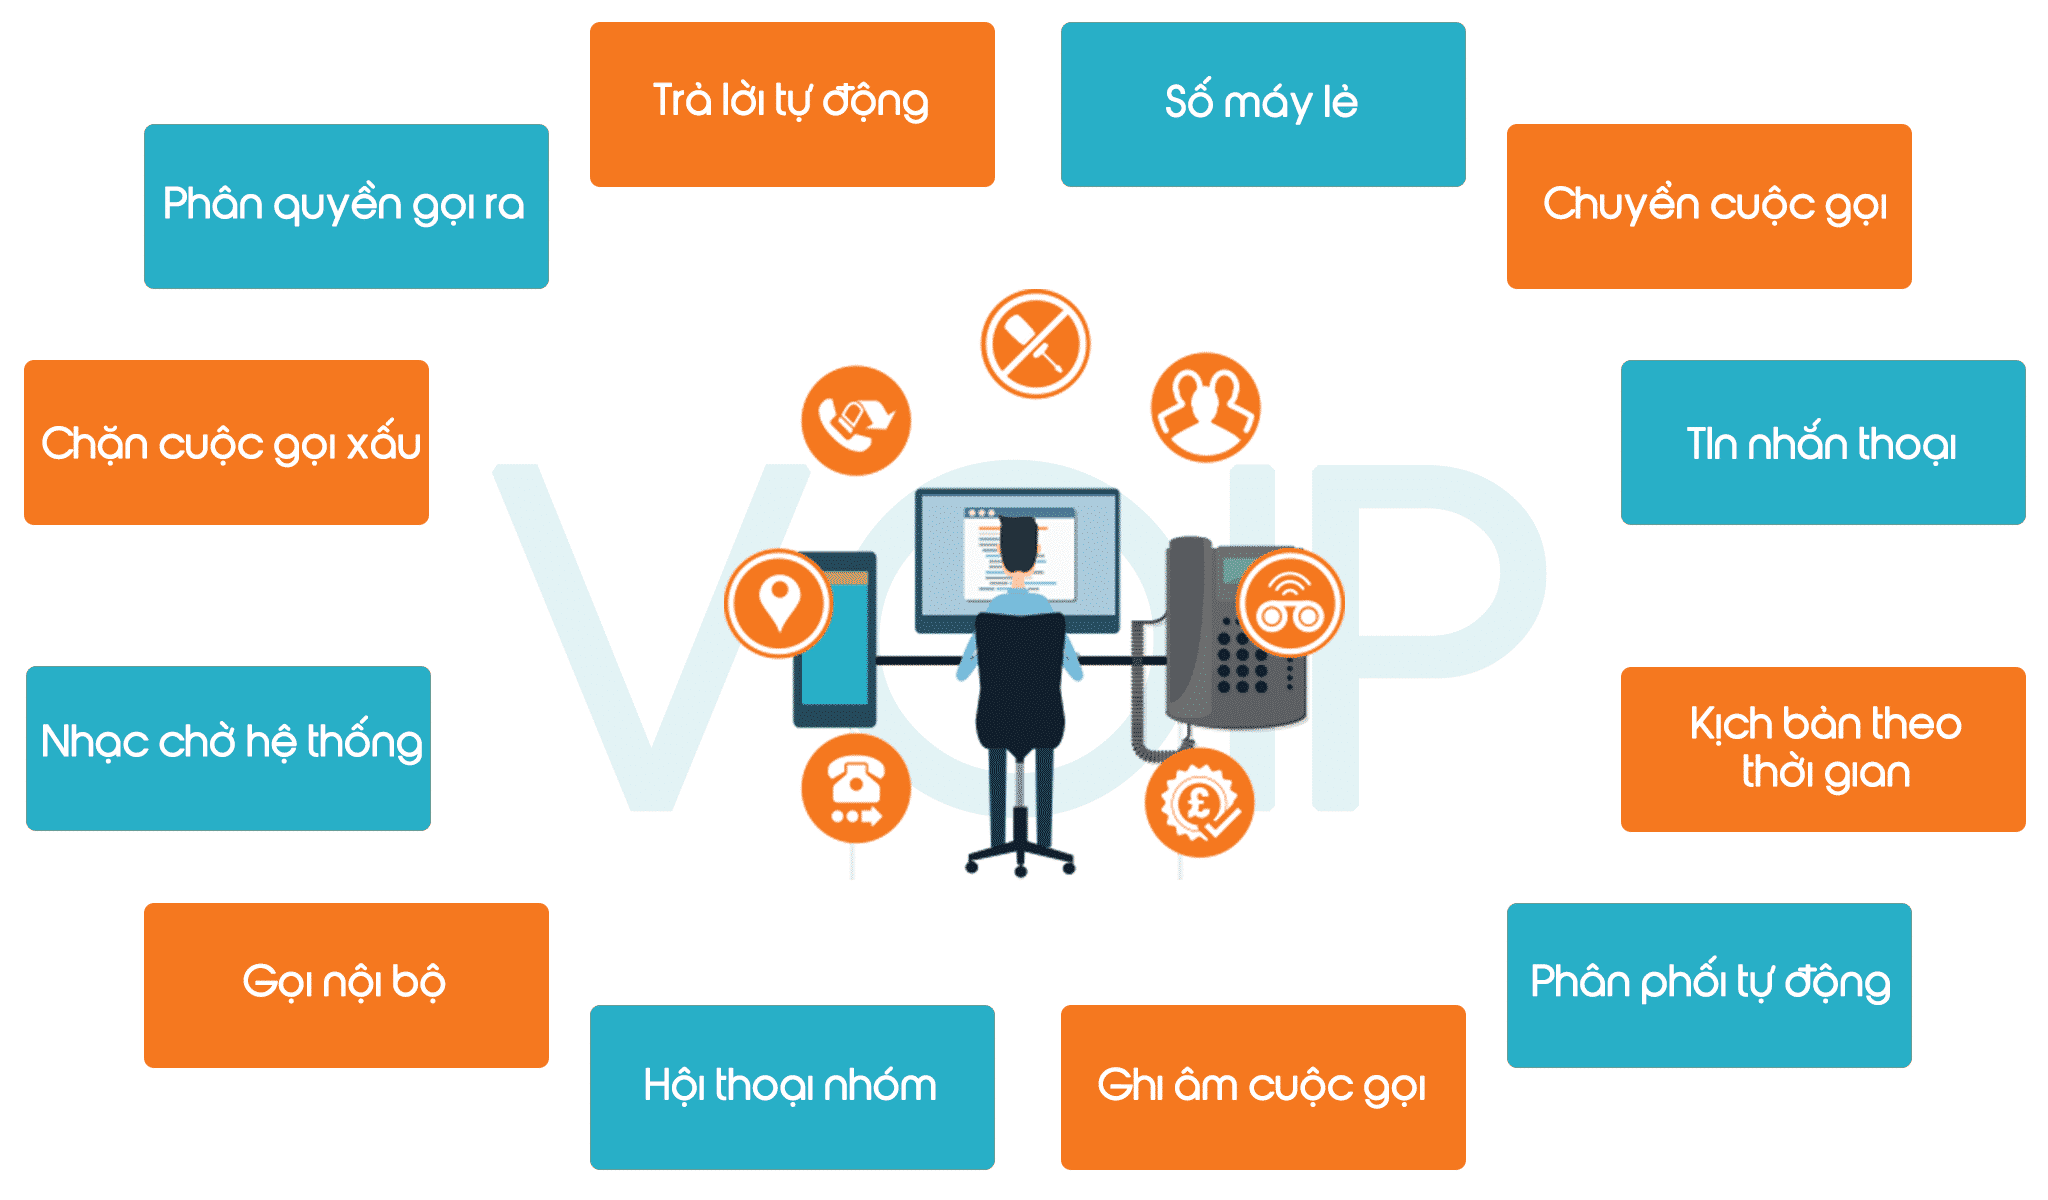 Trả lời tự động
Số máy lẻ
Phân quyền gọi ra
Chuyển cuộc gọi
Chặn cuộc gọi xấu
TIn nhắn thoại
VOIP
Nhạc chờ hệ thống
Kịch bản theo
thời gian
Gọi nội bộ
Phân phối tự động
Hội thoại nhóm
Ghi âm cuộc gọi